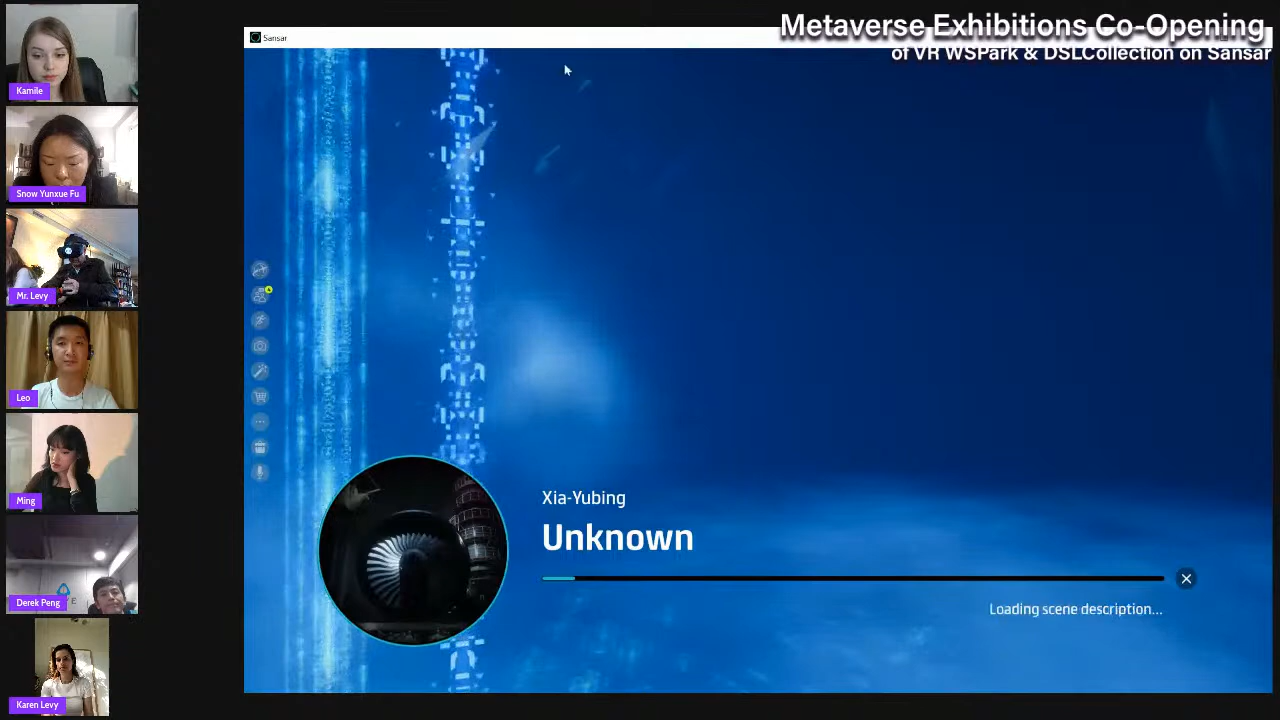 Metaverse Exhibitions Co-Opening
of VR WSPark & DSLCollection on Sansar
Sansar
Kamile
Snow Yunxue Fu
Mr. Levy
Leo
Ming
Derek Peng
Karen Levy
Xia-Yubing
Unknown
Loading scene description...